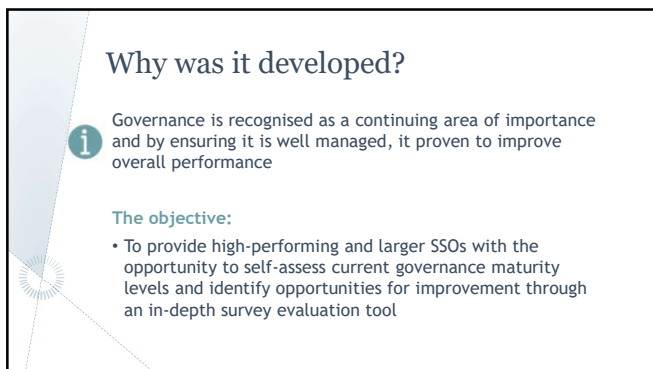 Why was it developed?
i
Governance is recognised as a continuing area of importance
and by ensuring it is well managed, it proven to improve
overall performance
The objective:
• To provide high-performing and larger SSOs with the
opportunity to self-assess current governance maturity
levels and identify opportunities for improvement through
an in-depth survey evaluation tool